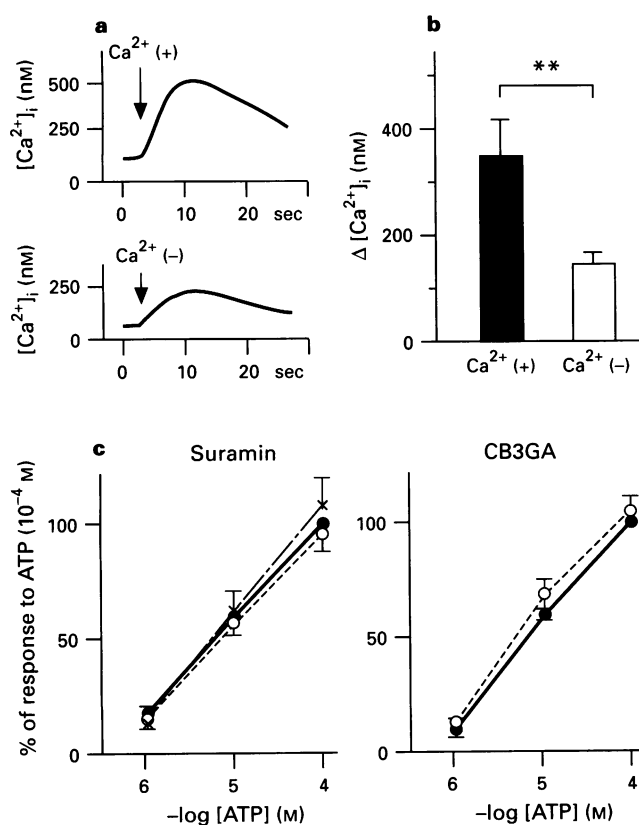 a
Ca²⁺ (+)
[Ca²⁺]ᵢ (nM)
500
250
0
0 10 20 sec
Ca²⁺ (–)
[Ca²⁺]ᵢ (nM)
250
0
0 10 20 sec
b
**
Δ [Ca²⁺]ᵢ (nM)
400
200
0
Ca²⁺ (+) Ca²⁺ (–)
c
Suramin
% of response to ATP (10⁻⁴ M)
100
50
0
6 5 4
–log [ATP] (M)
CB3GA
100
50
0
6 5 4
–log [ATP] (M)